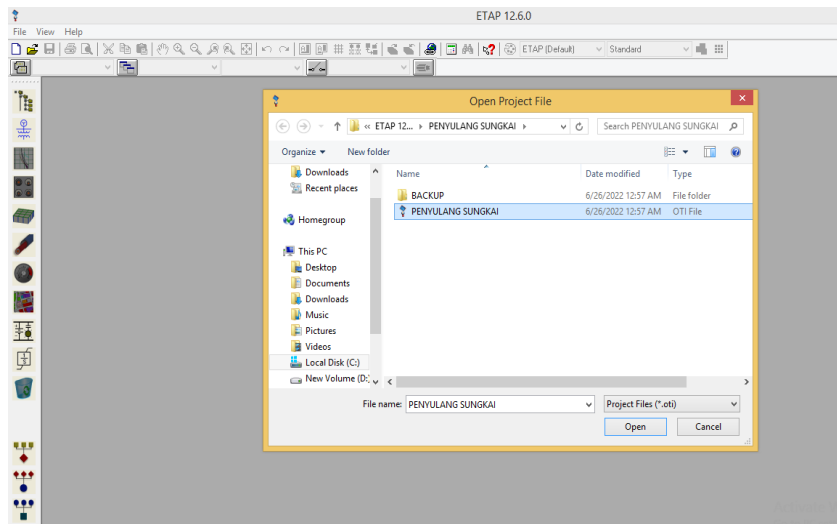 ETAP 12.6.0
File View Help
ETAP (Default) Standard
Open Project File
« ETAP 12... ▸ PENYULANG SUNGKAI ▸ Search PENYULANG SUNGKAI
Organize New folder
Name Date modified Type
Downloads
Recent places
BACKUP 6/26/2022 12:57 AM File folder
PENYULANG SUNGKAI 6/26/2022 12:57 AM OTI File
Homegroup
This PC
Desktop
Documents
Downloads
Music
Pictures
Videos
Local Disk (C:)
New Volume (D:)
File name: PENYULANG SUNGKAI Project Files (*.oti)
Open Cancel